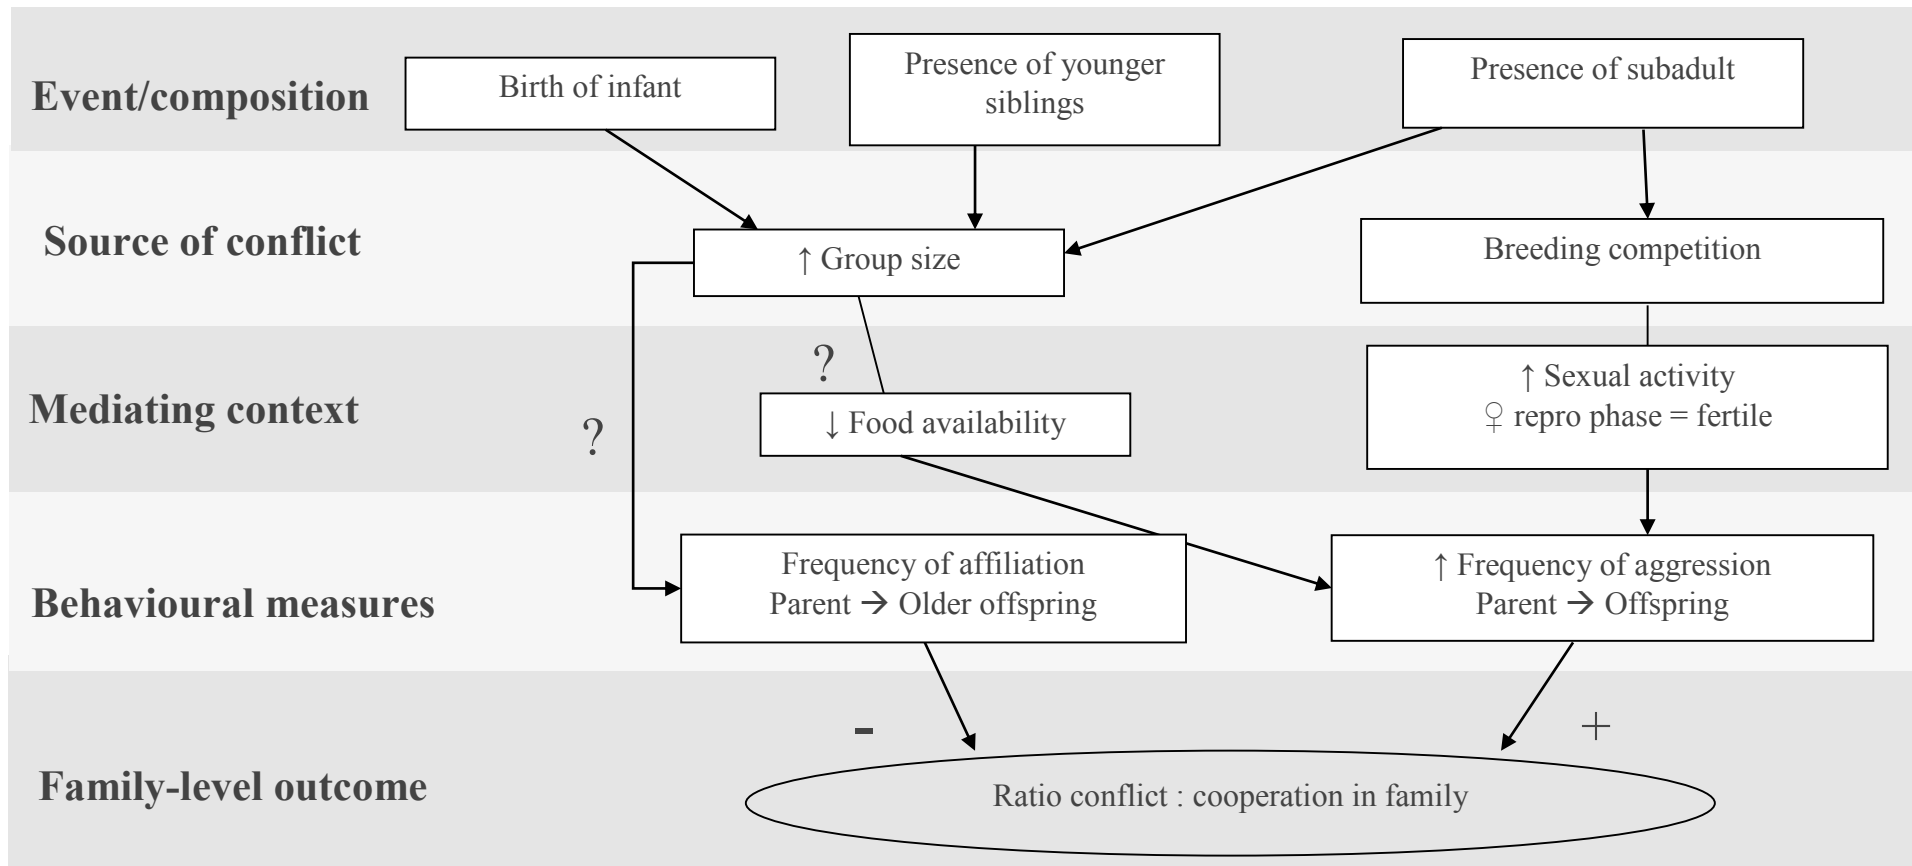 Event/composition
Birth of infant
Presence of younger
siblings
Presence of subadult
Source of conflict
↑ Group size
Breeding competition
Mediating context
?
?
↓ Food availability
↑ Sexual activity
♀ repro phase = fertile
Behavioural measures
Frequency of affiliation
Parent → Older offspring
↑ Frequency of aggression
Parent → Offspring
Family-level outcome
-
+
Ratio conflict : cooperation in family